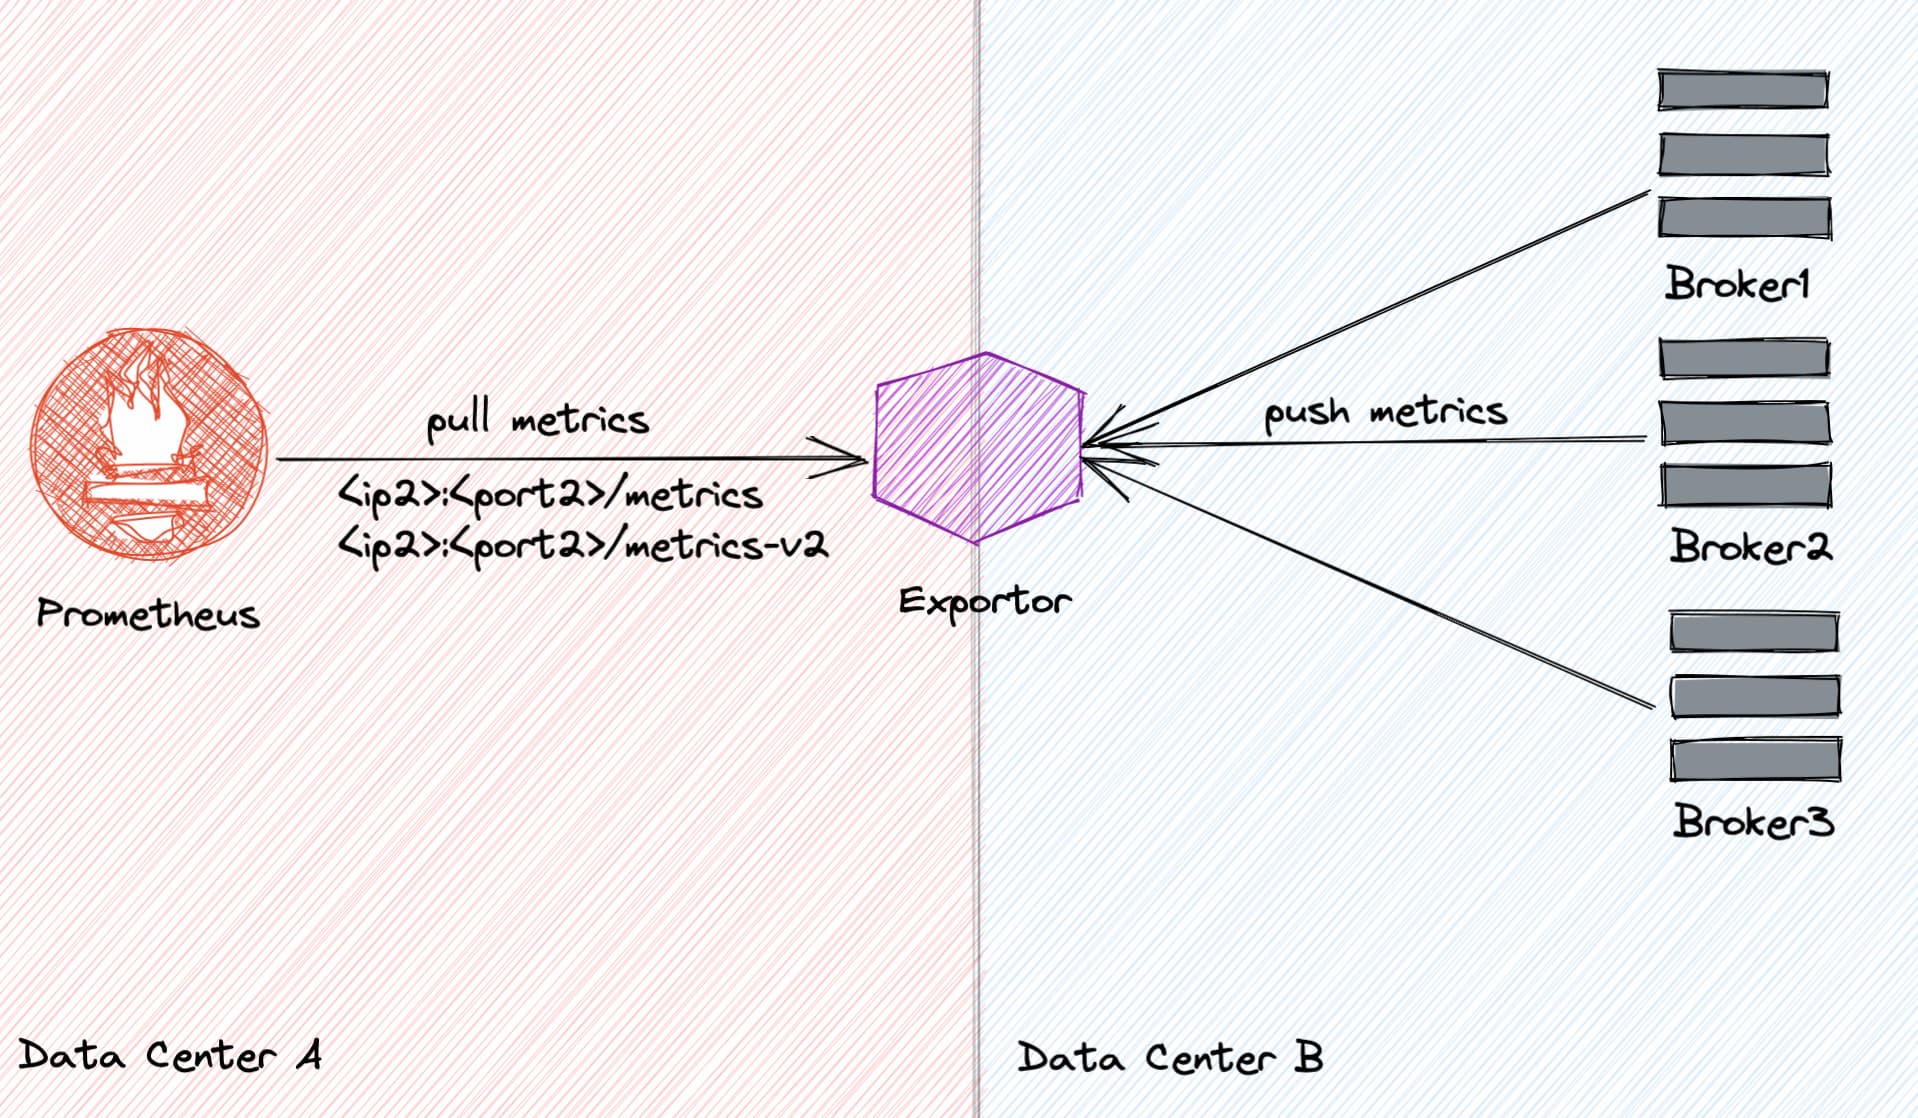 Broker1
pull metrics
push metrics
<ip2>:<port2>/metrics
<ip2>:<port2>/metrics-v2
Broker2
Prometheus
Exportor
Broker3
Data Center A
Data Center B